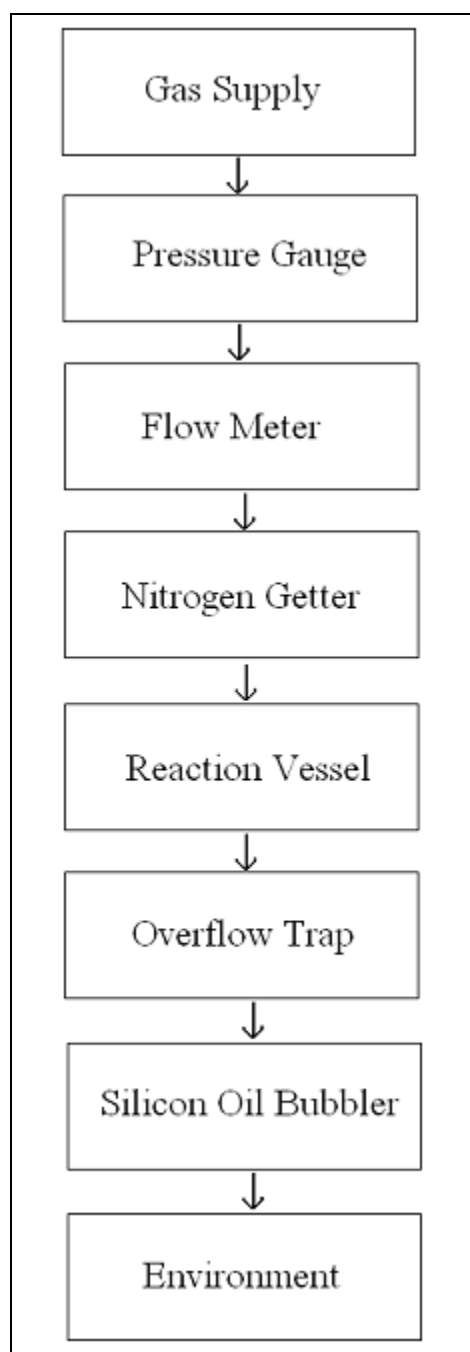 Gas Supply
Pressure Gauge
Flow Meter
Nitrogen Getter
Reaction Vessel
Overflow Trap
Silicon Oil Bubbler
Environment